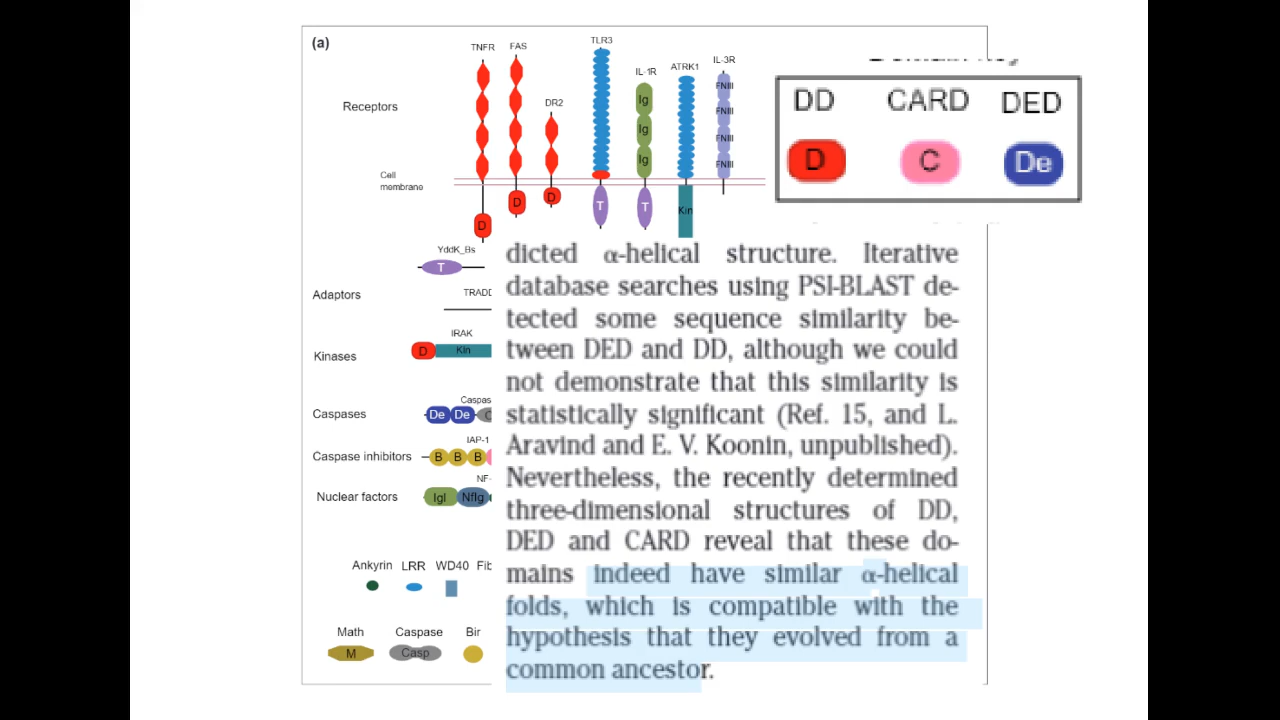 (a)
TNFR FAS TLR3 IL-1R ATRK1 IL-3R DR2
Receptors
Ig FNIII
Ig FNIII
Ig FNIII
FNIII
Cell
membrane
T T Kin
D D D
DD CARD DED
D C De
YddK_Bs
T
Adaptors
TRADD
IRAK
Kinases
D Kin
Caspases
Caspas
De De C
Caspase inhibitors
IAP-1
B B B
Nuclear factors
NF-
Igl Nflg
Ankyrin LRR WD40 Fib
Math Caspase Bir
M Casp
dicted α-helical structure. Iterative
database searches using PSI-BLAST de-
tected some sequence similarity be-
tween DED and DD, although we could
not demonstrate that this similarity is
statistically significant (Ref. 15, and L.
Aravind and E. V. Koonin, unpublished).
Nevertheless, the recently determined
three-dimensional structures of DD,
DED and CARD reveal that these do-
mains indeed have similar α-helical
folds, which is compatible with the
hypothesis that they evolved from a
common ancestor.